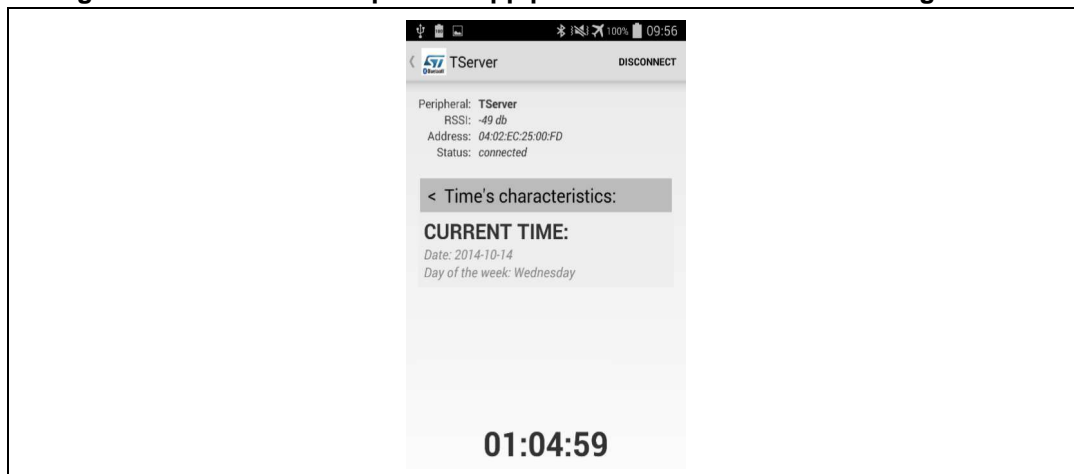 100% 09:56
TServer DISCONNECT
Peripheral: TServer
RSSI: -49 db
Address: 04:02:EC:25:00:FD
Status: connected
< Time's characteristics:
CURRENT TIME:
Date: 2014-10-14
Day of the week: Wednesday
01:04:59